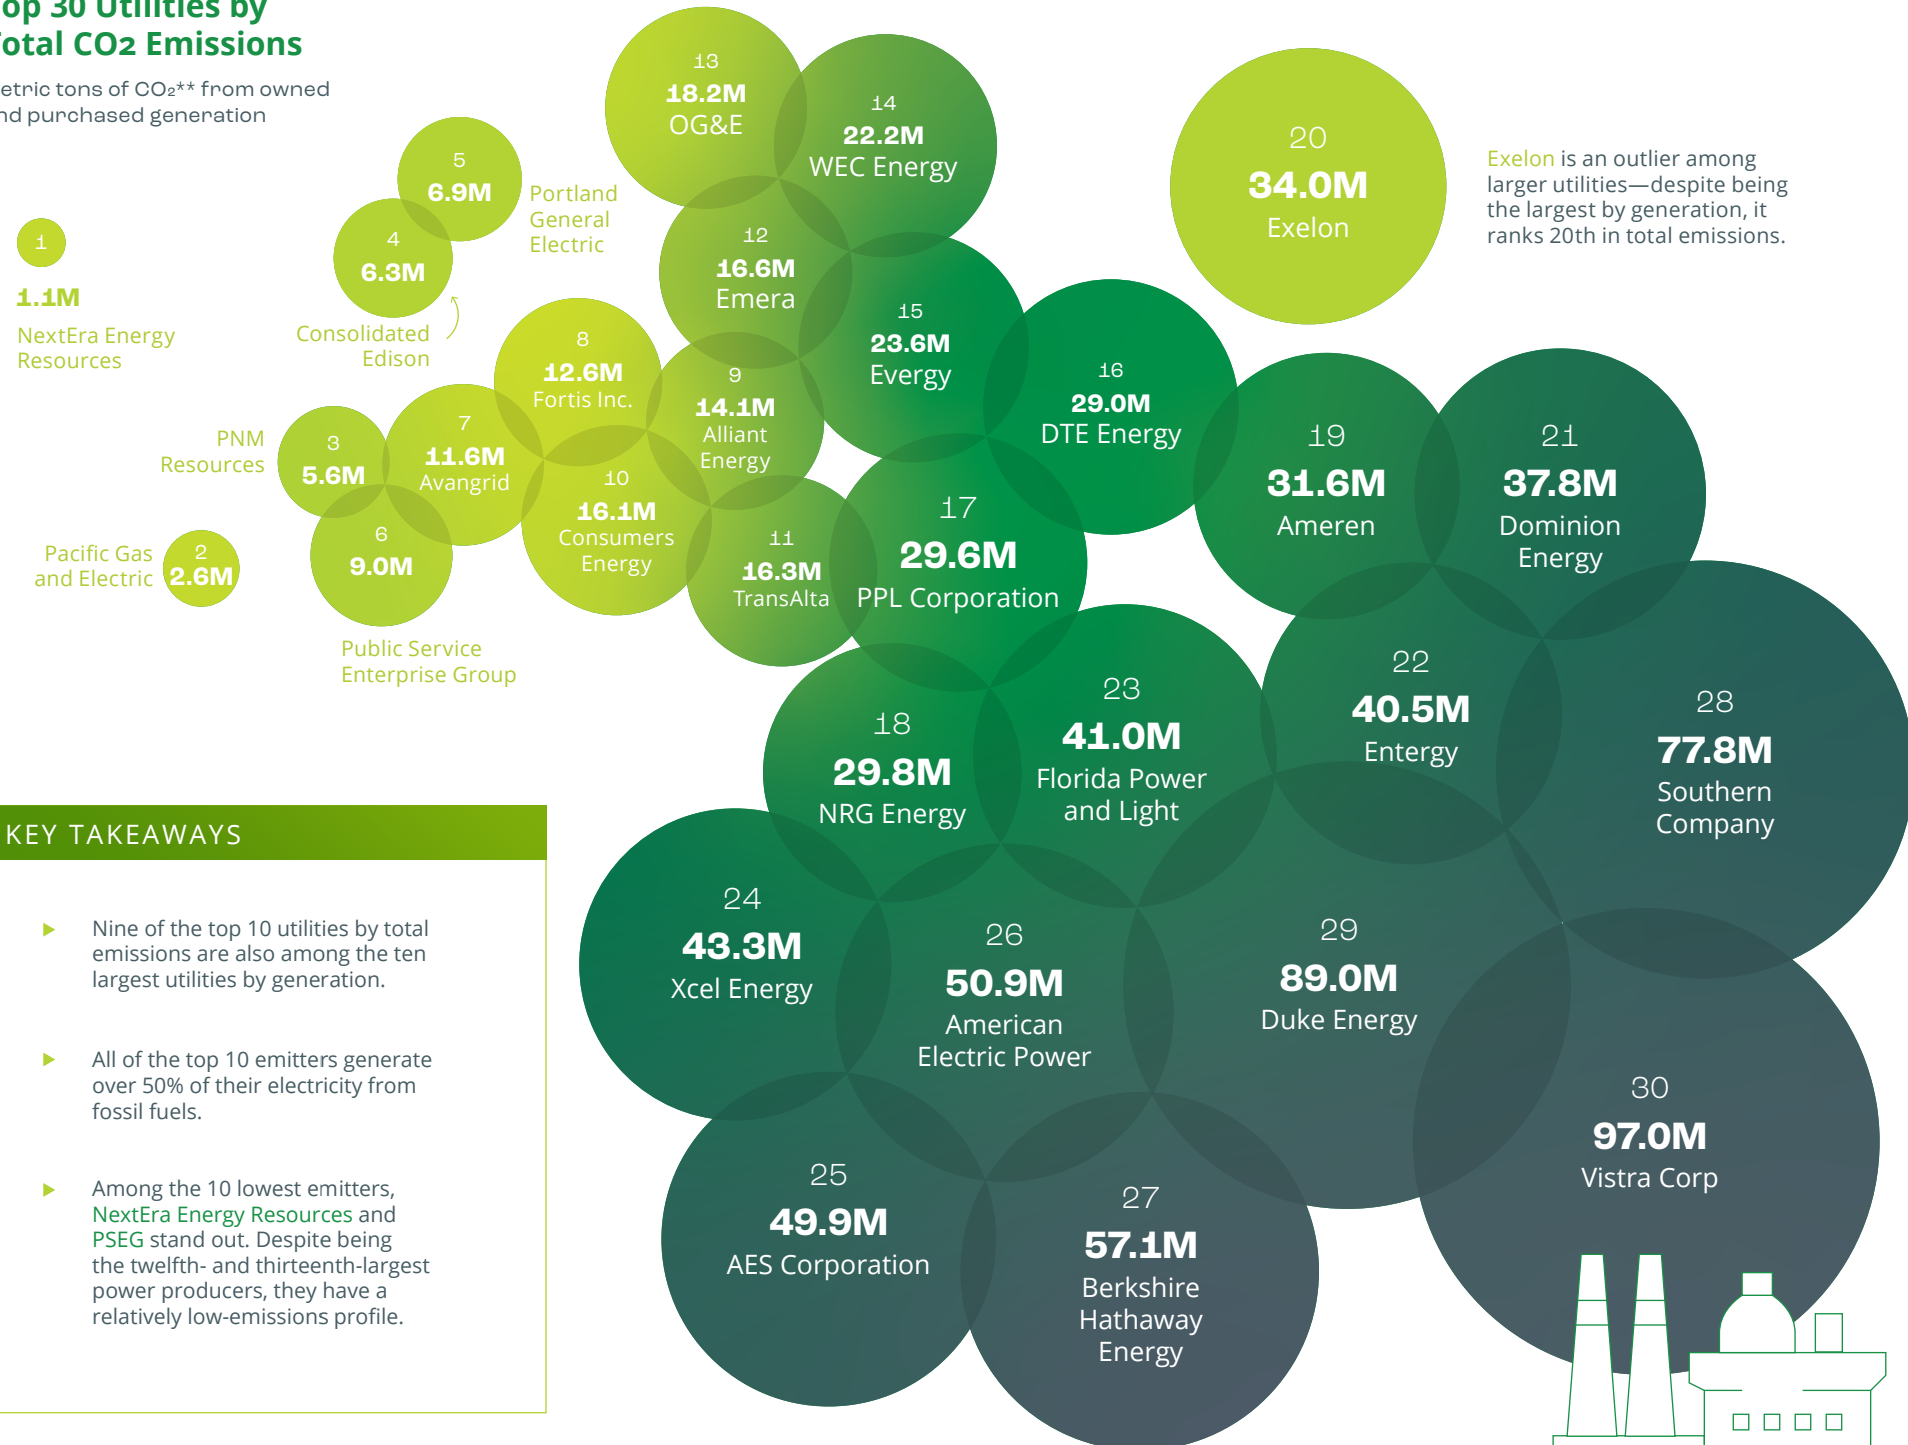 op 30 Utilities by
otal CO2 Emissions
etric tons of CO₂** from owned
nd purchased generation
1
1.1M
NextEra Energy
Resources
Pacific Gas
and Electric
2
2.6M
PNM
Resources
3
5.6M
4
6.3M
Consolidated
Edison
5
6.9M
Portland
General
Electric
6
9.0M
Public Service
Enterprise Group
7
11.6M
Avangrid
8
12.6M
Fortis Inc.
9
14.1M
Alliant
Energy
10
16.1M
Consumers
Energy
11
16.3M
TransAlta
12
16.6M
Emera
13
18.2M
OG&E
14
22.2M
WEC Energy
15
23.6M
Evergy
16
29.0M
DTE Energy
17
29.6M
PPL Corporation
18
29.8M
NRG Energy
19
31.6M
Ameren
20
34.0M
Exelon
Exelon is an outlier among
larger utilities—despite being
the largest by generation, it
ranks 20th in total emissions.
21
37.8M
Dominion
Energy
22
40.5M
Entergy
23
41.0M
Florida Power
and Light
24
43.3M
Xcel Energy
25
49.9M
AES Corporation
26
50.9M
American
Electric Power
27
57.1M
Berkshire
Hathaway
Energy
28
77.8M
Southern
Company
29
89.0M
Duke Energy
30
97.0M
Vistra Corp
KEY TAKEAWAYS
Nine of the top 10 utilities by total
emissions are also among the ten
largest utilities by generation.
All of the top 10 emitters generate
over 50% of their electricity from
fossil fuels.
Among the 10 lowest emitters,
NextEra Energy Resources and
PSEG stand out. Despite being
the twelfth- and thirteenth-largest
power producers, they have a
relatively low-emissions profile.